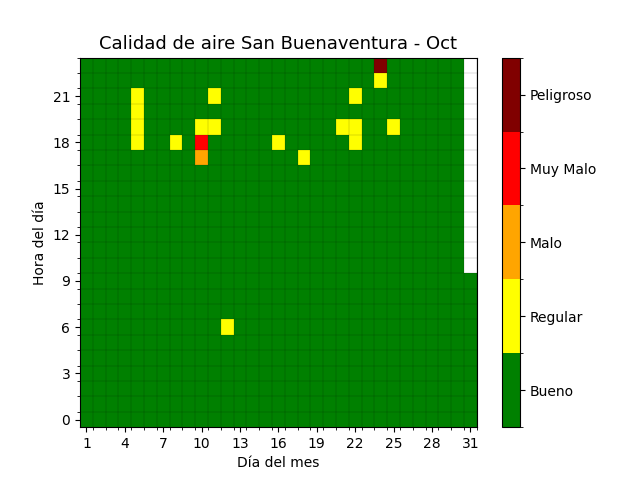 Calidad de aire San Buenaventura - Oct
Hora del día
21
18
15
12
9
6
3
0
1 4 7 10 13 16 19 22 25 28 31
Día del mes
Peligroso
Muy Malo
Malo
Regular
Bueno